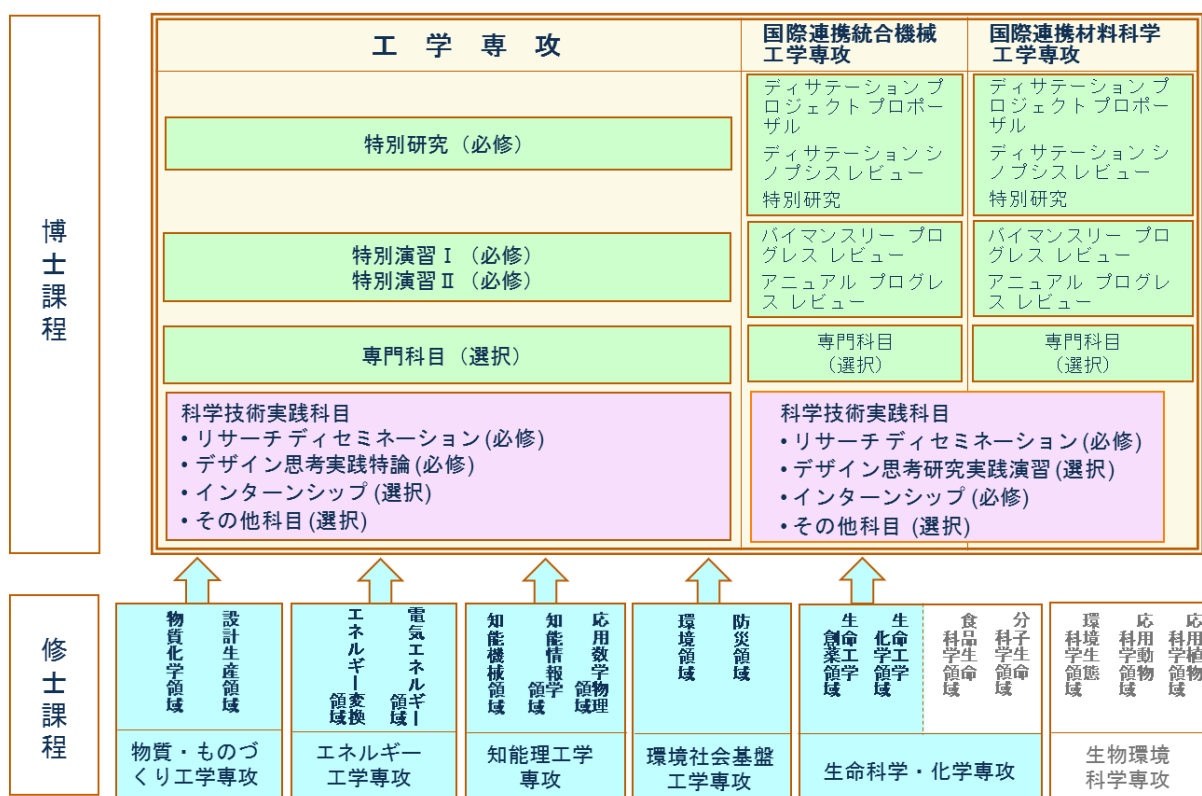 博士課程
工学専攻
国際連携統合機械
工学専攻
国際連携材料科学
工学専攻
特別研究（必修）
ディサテーション プ
ロジェクト プロポー
ザル
ディサテーション シ
ノプシスレビュー
特別研究
ディサテーション プ
ロジェクト プロポー
ザル
ディサテーション シ
ノプシスレビュー
特別研究
特別演習Ⅰ（必修）
特別演習Ⅱ（必修）
バイマンスリー プロ
グレス レビュー
アニュアル プログレ
ス レビュー
バイマンスリー プロ
グレス レビュー
アニュアル プログレ
ス レビュー
専門科目（選択）
専門科目
（選択）
専門科目
（選択）
科学技術実践科目
• リサーチ ディセミネーション (必修)
• デザイン思考実践特論 (必修)
• インターンシップ (選択)
• その他科目 (選択)
科学技術実践科目
• リサーチ ディセミネーション (必修)
• デザイン思考研究実践演習 (選択)
• インターンシップ (必修)
• その他科目 (選択)
修士課程
物質化学領域
設計生産領域
物質・ものづ
くり工学専攻
エネルギー変換
領域
電気エネルギー
領域
エネルギー
工学専攻
知能機械領域
知能情報学
領域
応用数学物理
領域
知能理工学
専攻
環境領域
防災領域
環境社会基盤
工学専攻
生命工学
創薬領域
生命工学
化学領域
食品生命
科学領域
分子生命
科学領域
生命科学・化学専攻
環境生態
科学領域
応用動物
科学領域
応用植物
科学領域
生物環境
科学専攻